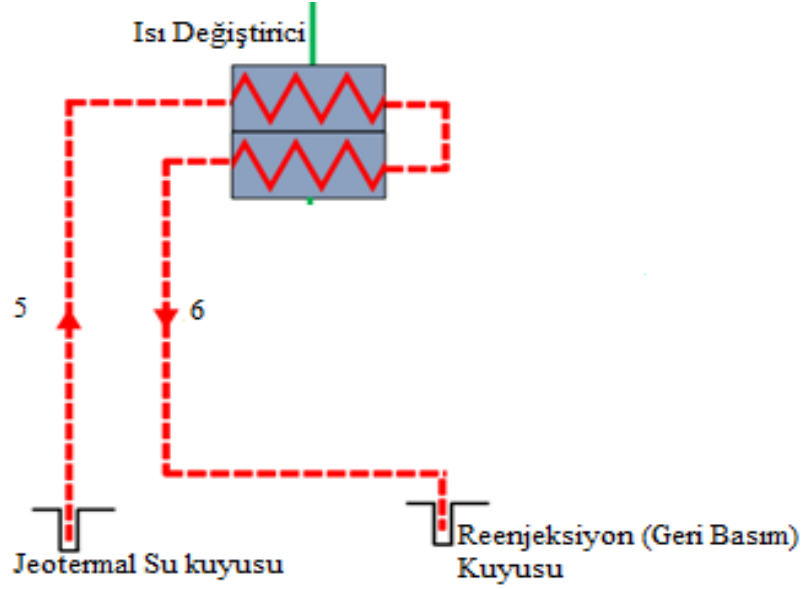 Isı Değiştirici
5
6
Jeotermal Su kuyusu
Reenjeksiyon (Geri Basım)
Kuyusu